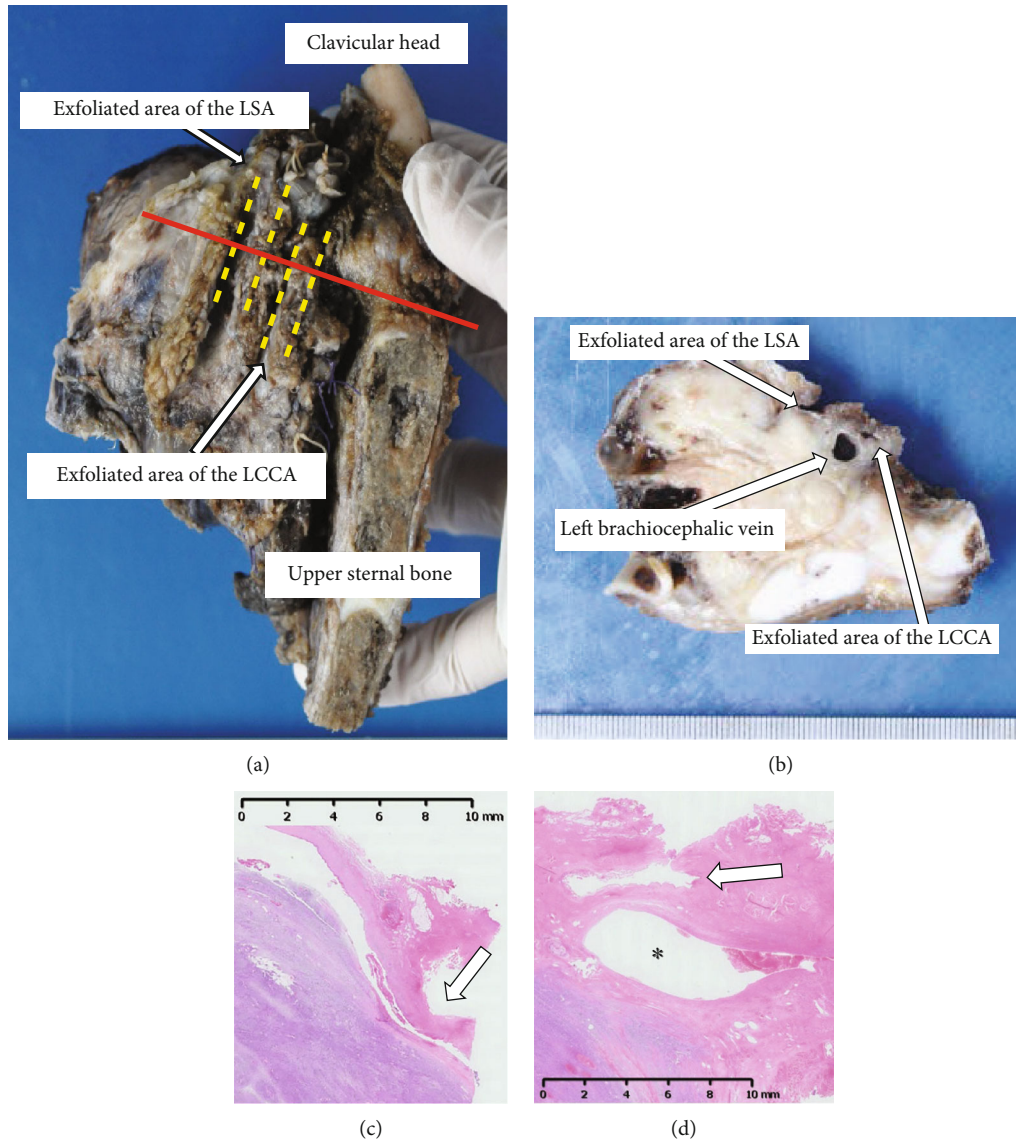 Clavicular head
Exfoliated area of the LSA
Exfoliated area of the LCCA
Upper sternal bone
(a)
Exfoliated area of the LSA
Left brachiocephalic vein
Exfoliated area of the LCCA
(b)
0 2 4 6 8 10 mm
(c)
*
0 2 4 6 8 10 mm
(d)